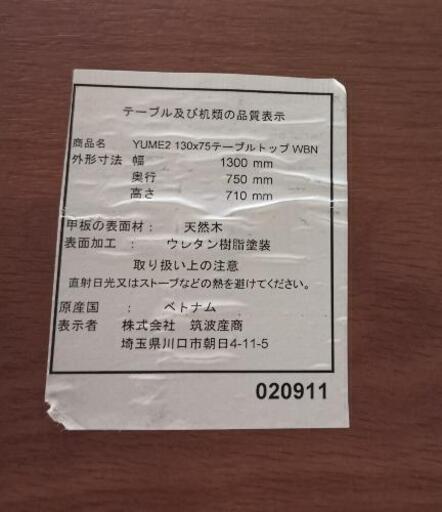 テーブル及び机類の品質表示
商品名 YUME2 130x75テーブルトップ WBN
外形寸法 幅 1300 mm
奥行 750 mm
高さ 710 mm
甲板の表面材: 天然木
表面加工 : ウレタン樹脂塗装
取り扱い上の注意
直射日光又はストーブなどの熱を避けてください。
原産国 : ベトナム
表示者 株式会社 筑波産商
埼玉県川口市朝日4-11-5
020911